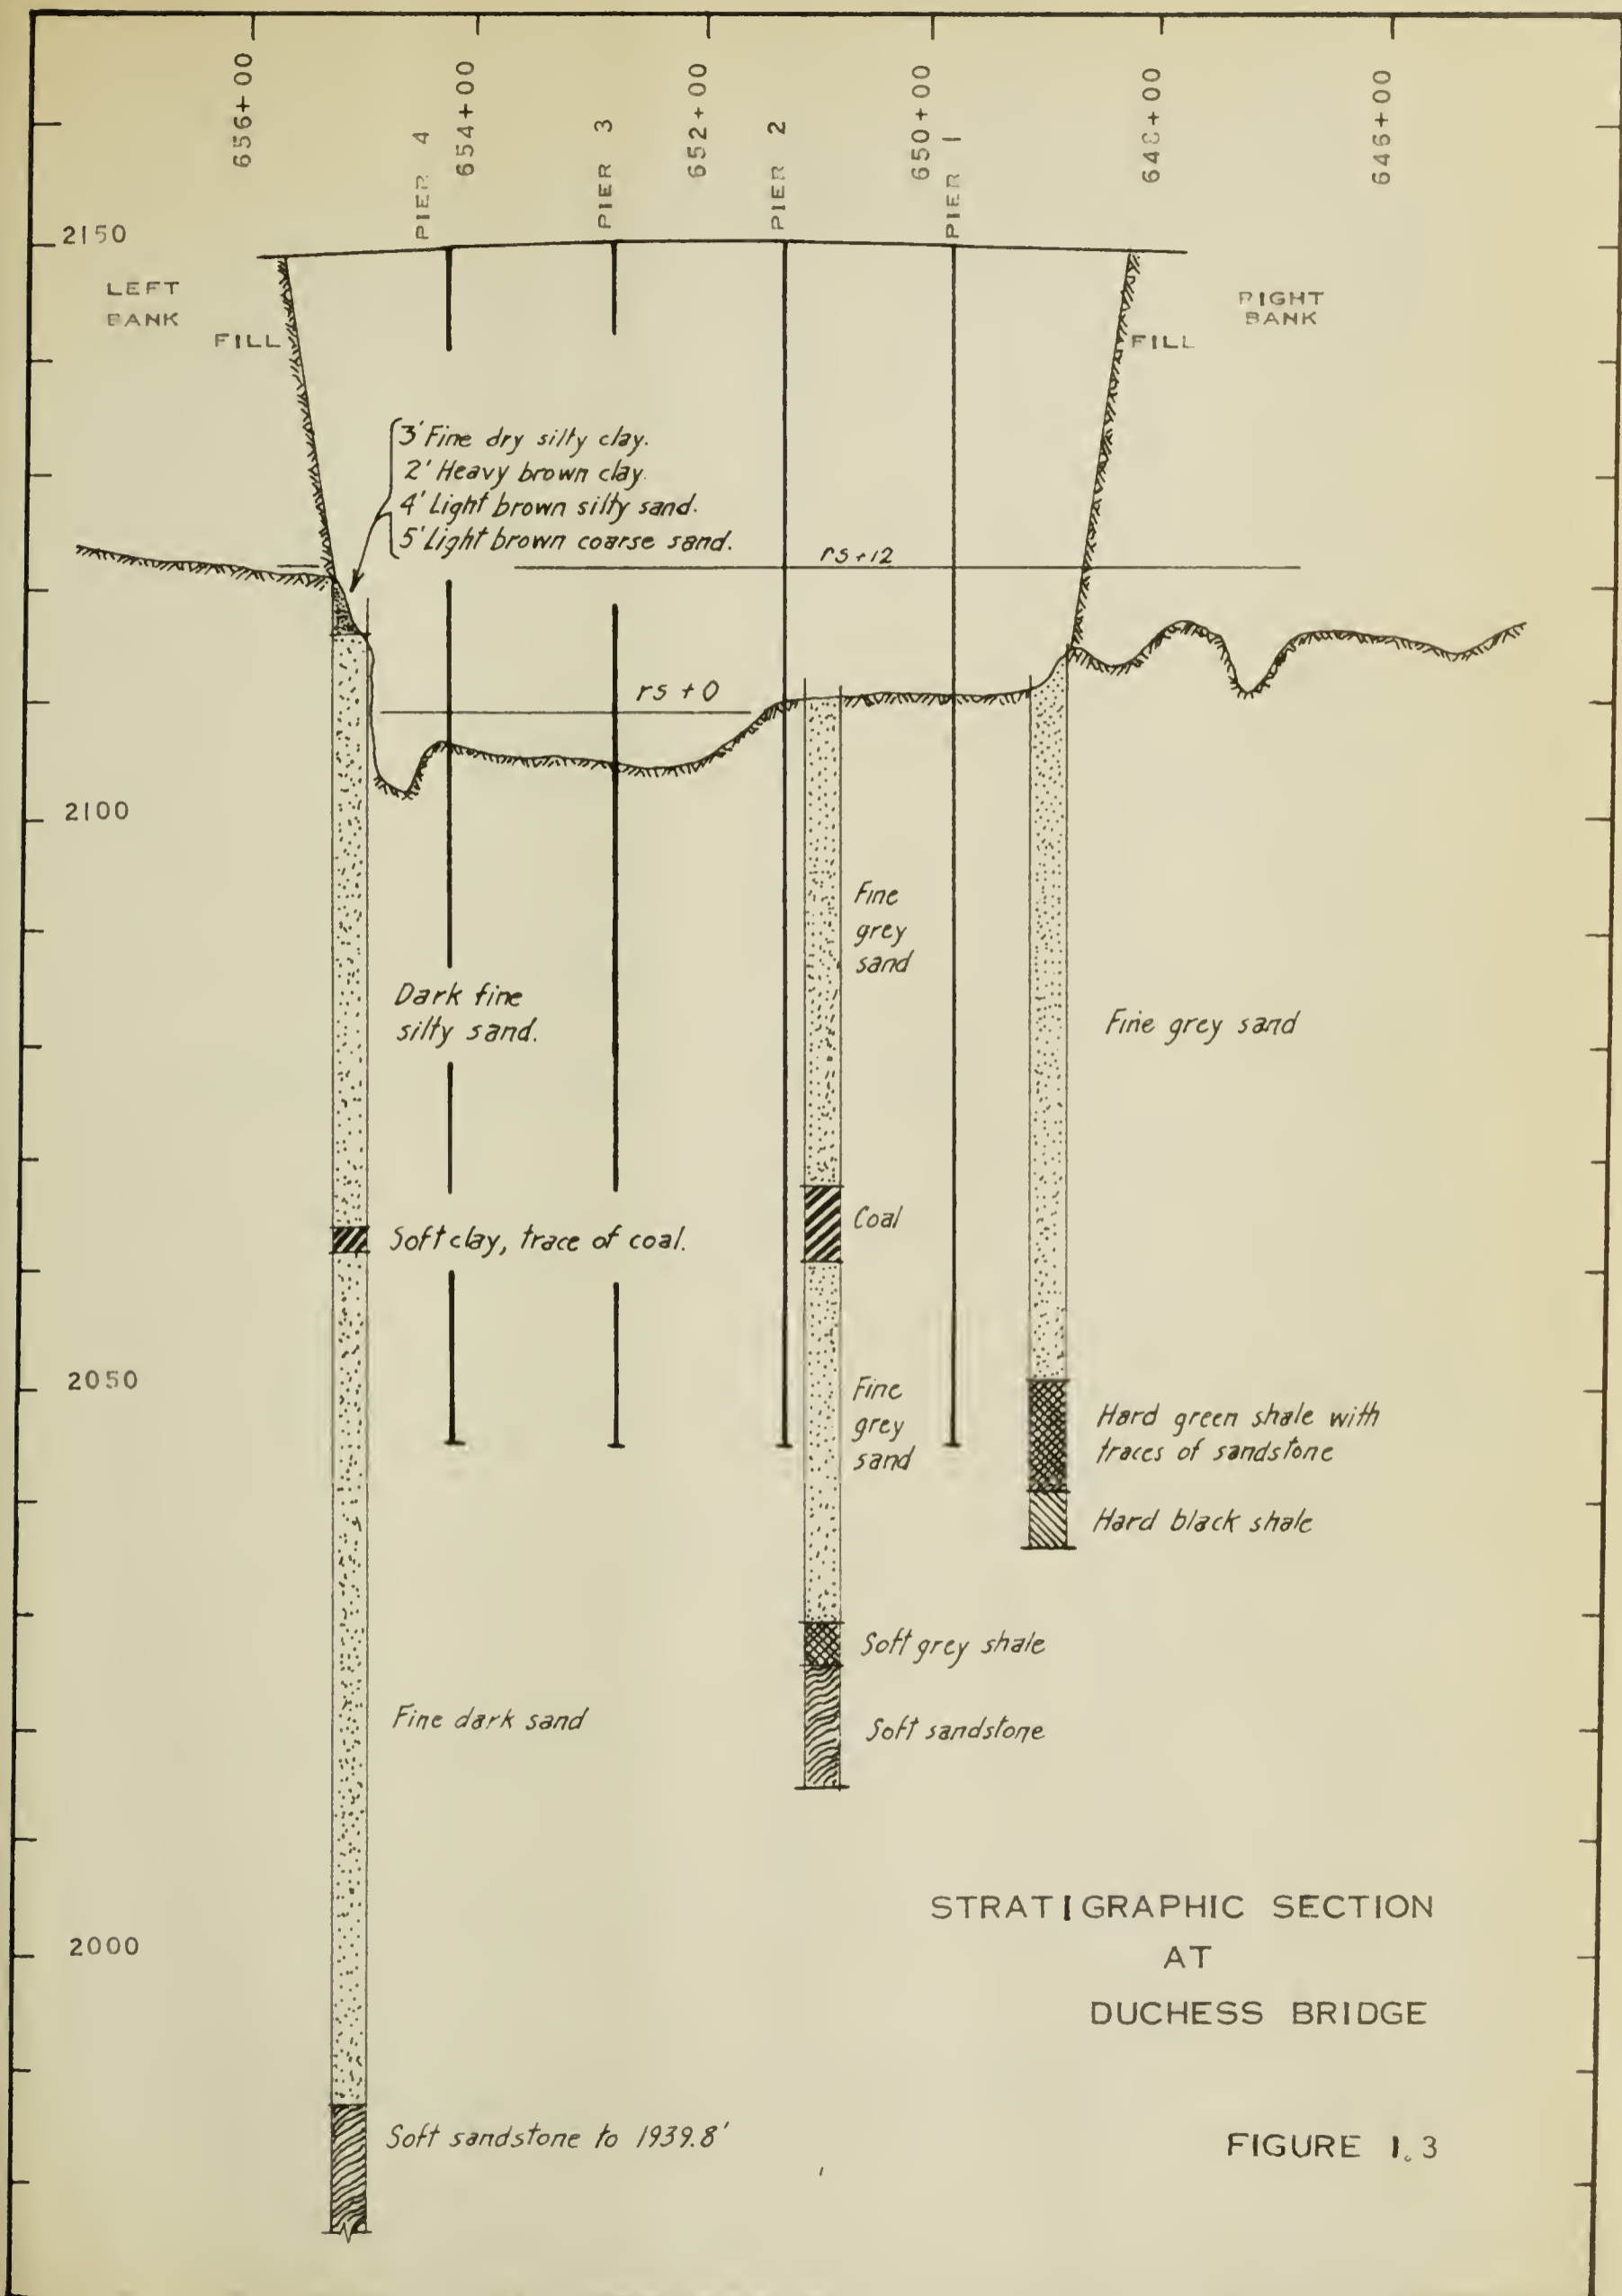 656+00
PIER 4
654+00
PIER 3
652+00
PIER 2
650+00
PIER 1
648+00
646+00
2150
LEFT
BANK
FILL
RIGHT
BANK
FILL
3' Fine dry silty clay.
2' Heavy brown clay.
4' Light brown silty sand.
5' Light brown coarse sand.
rs+12
rs+0
2100
Fine
grey
sand
Dark fine
silty sand.
Fine grey sand
Coal
Soft clay, trace of coal.
2050
Fine
grey
sand
Hard green shale with
traces of sandstone
Hard black shale
Soft grey shale
Fine dark sand
Soft sandstone
STRATIGRAPHIC SECTION
AT
DUCHESS BRIDGE
2000
Soft sandstone to 1939.8'
FIGURE 1.3